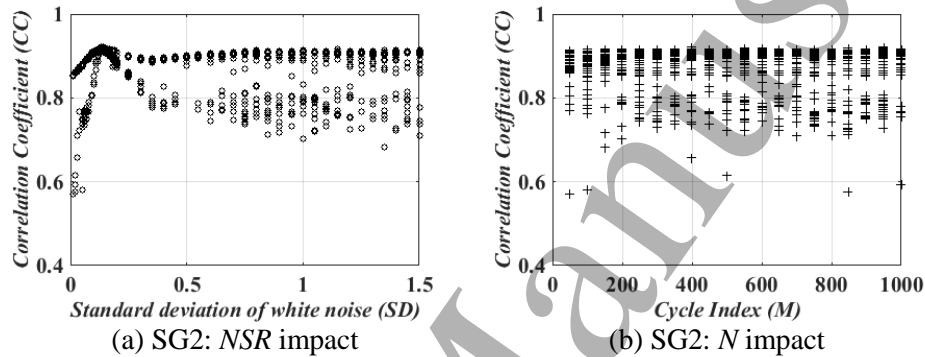 1
0.8
0.6
0.4
Correlation Coefficient (CC)
0
0.5
1
1.5
Standard deviation of white noise (SD)
(a) SG2: NSR impact
1
0.8
0.6
0.4
Correlation Coefficient (CC)
0
200
400
600
800
1000
Cycle Index (M)
(b) SG2: N impact
Manus